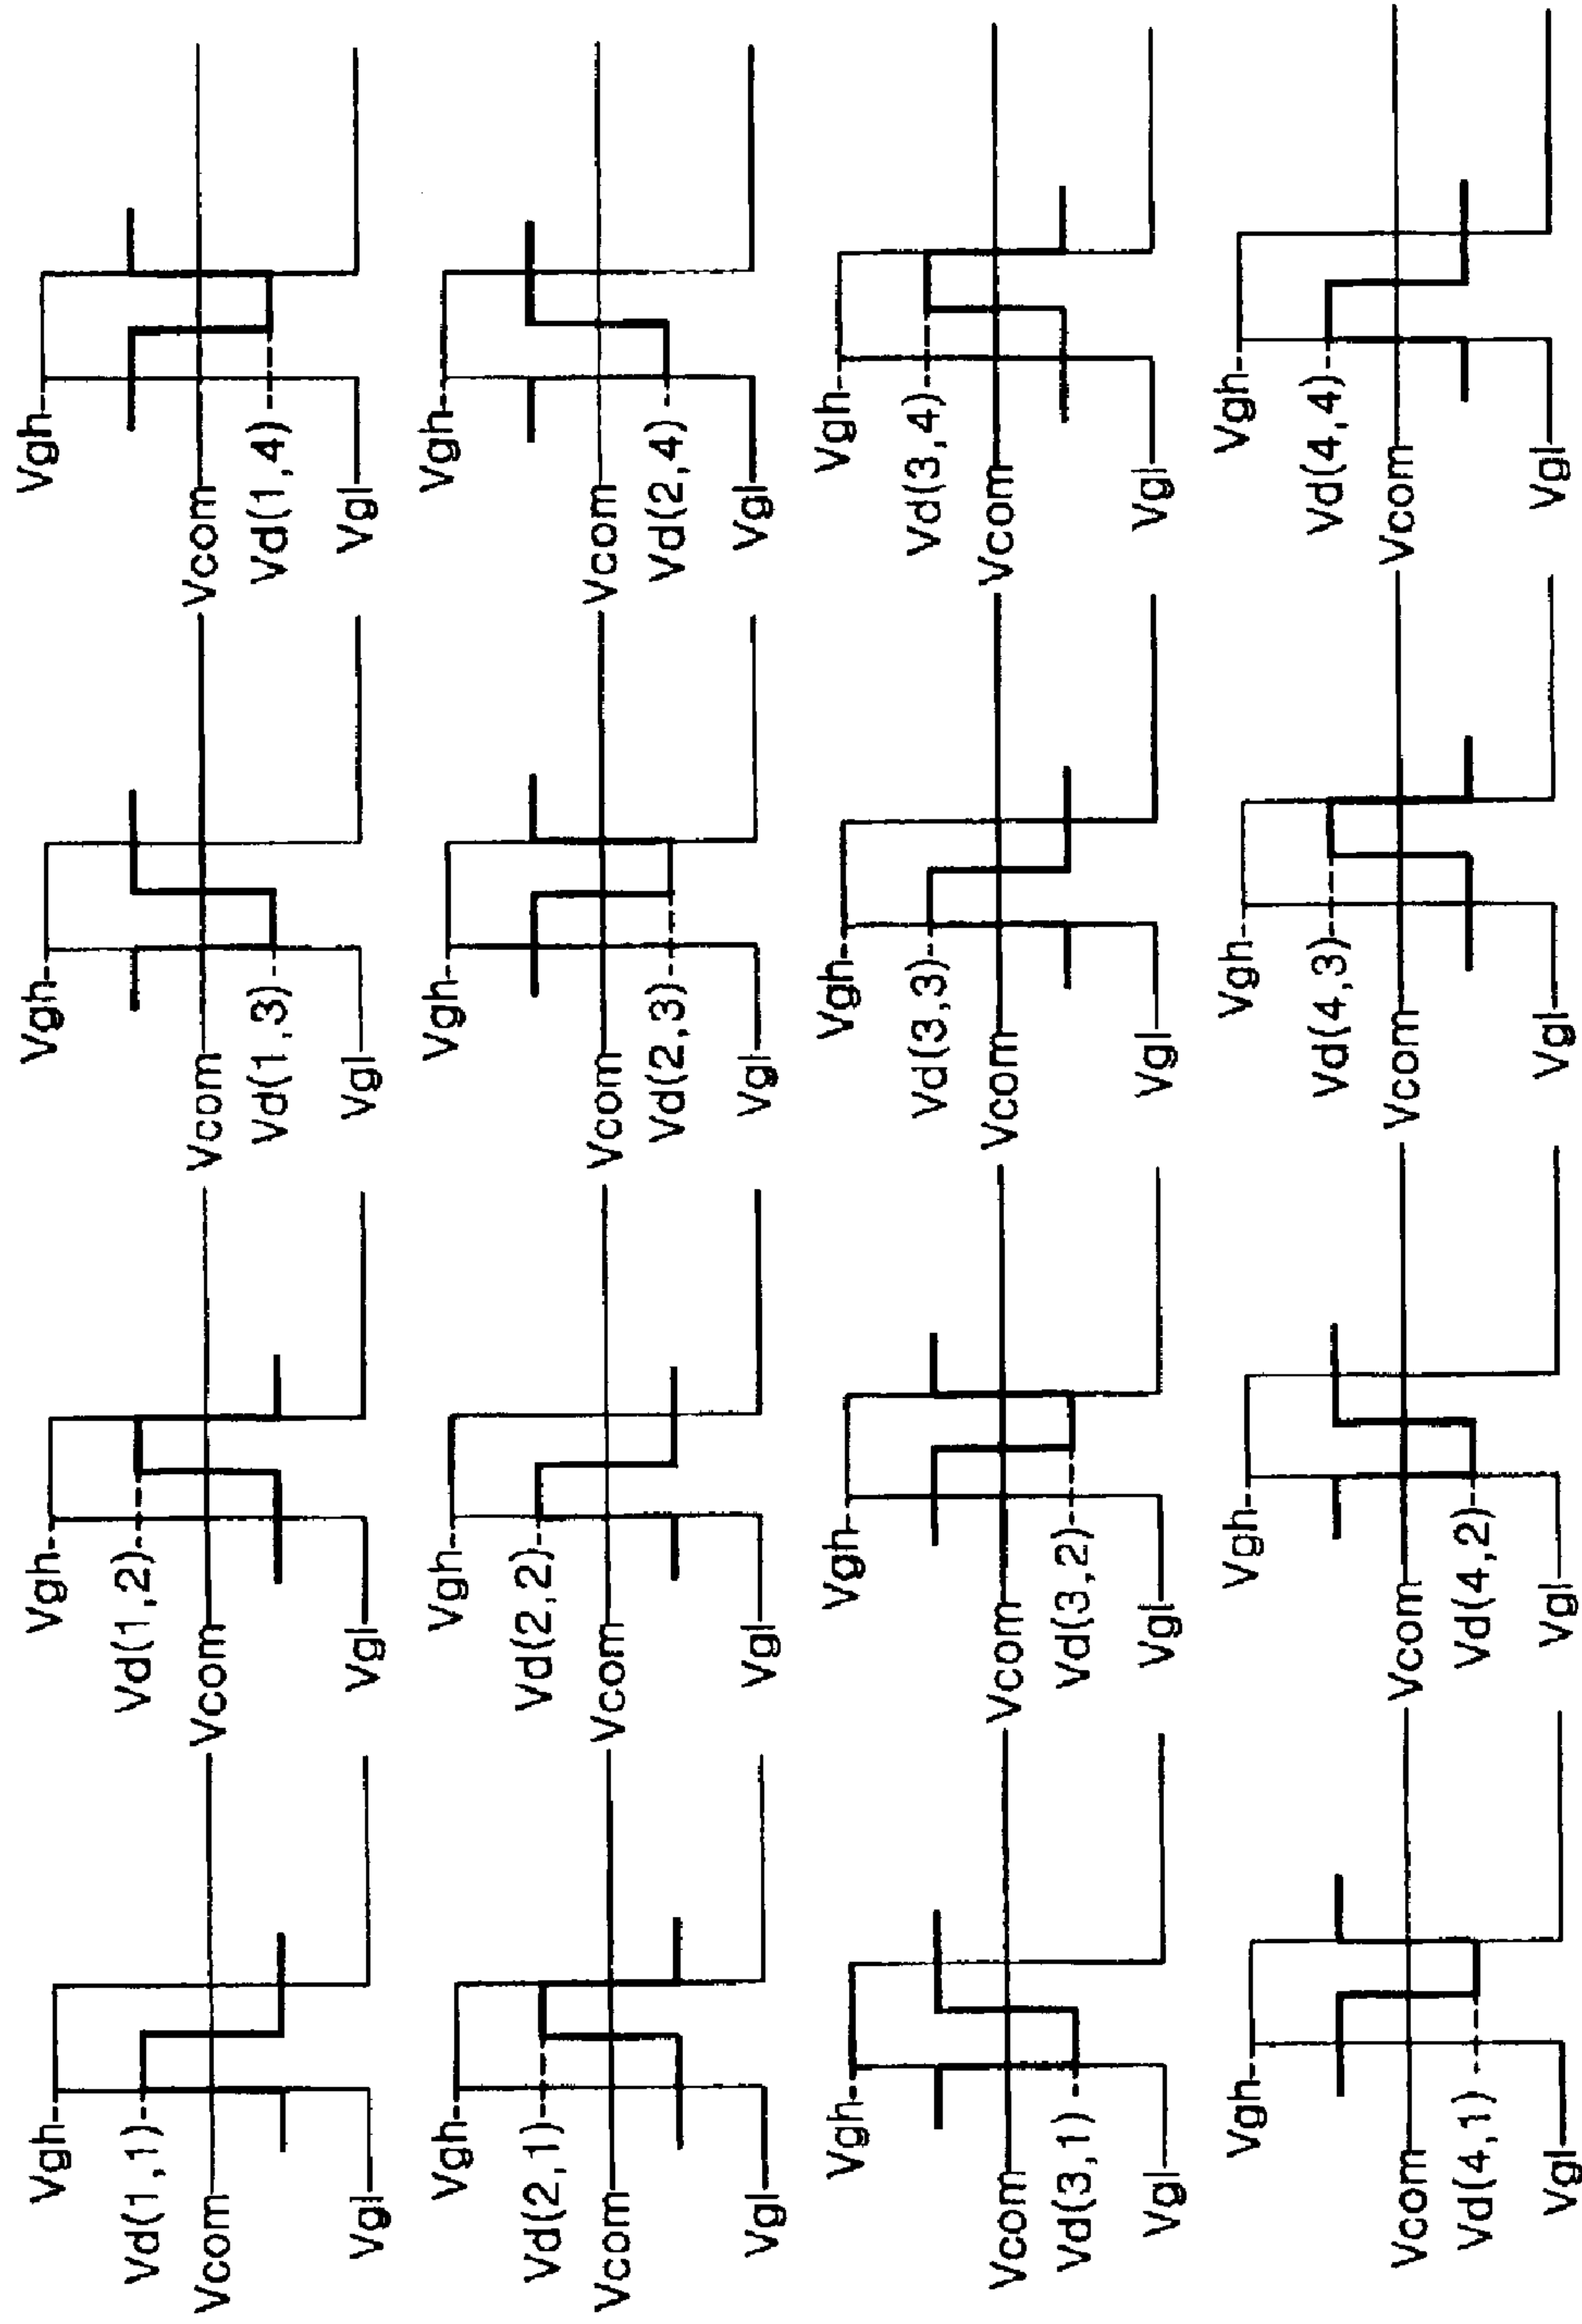 Vgh
Vd(1,1)
Vcom
Vgl
Vgh
Vd(1,2)
Vcom
Vgl
Vgh
Vcom
Vd(1,3)
Vgl
Vgh
Vcom
Vd(1,4)
Vgl
Vgh
Vd(2,1)
Vcom
Vgl
Vgh
Vd(2,2)
Vcom
Vgl
Vgh
Vcom
Vd(2,3)
Vgl
Vgh
Vcom
Vd(2,4)
Vgl
Vgh
Vcom
Vd(3,1)
Vgl
Vgh
Vcom
Vd(3,2)
Vgl
Vgh
Vd(3,3)
Vcom
Vgl
Vgh
Vd(3,4)
Vcom
Vgl
Vgh
Vcom
Vd(4,1)
Vgl
Vgh
Vcom
Vd(4,2)
Vgl
Vgh
Vd(4,3)
Vcom
Vgl
Vgh
Vd(4,4)
Vcom
Vgl